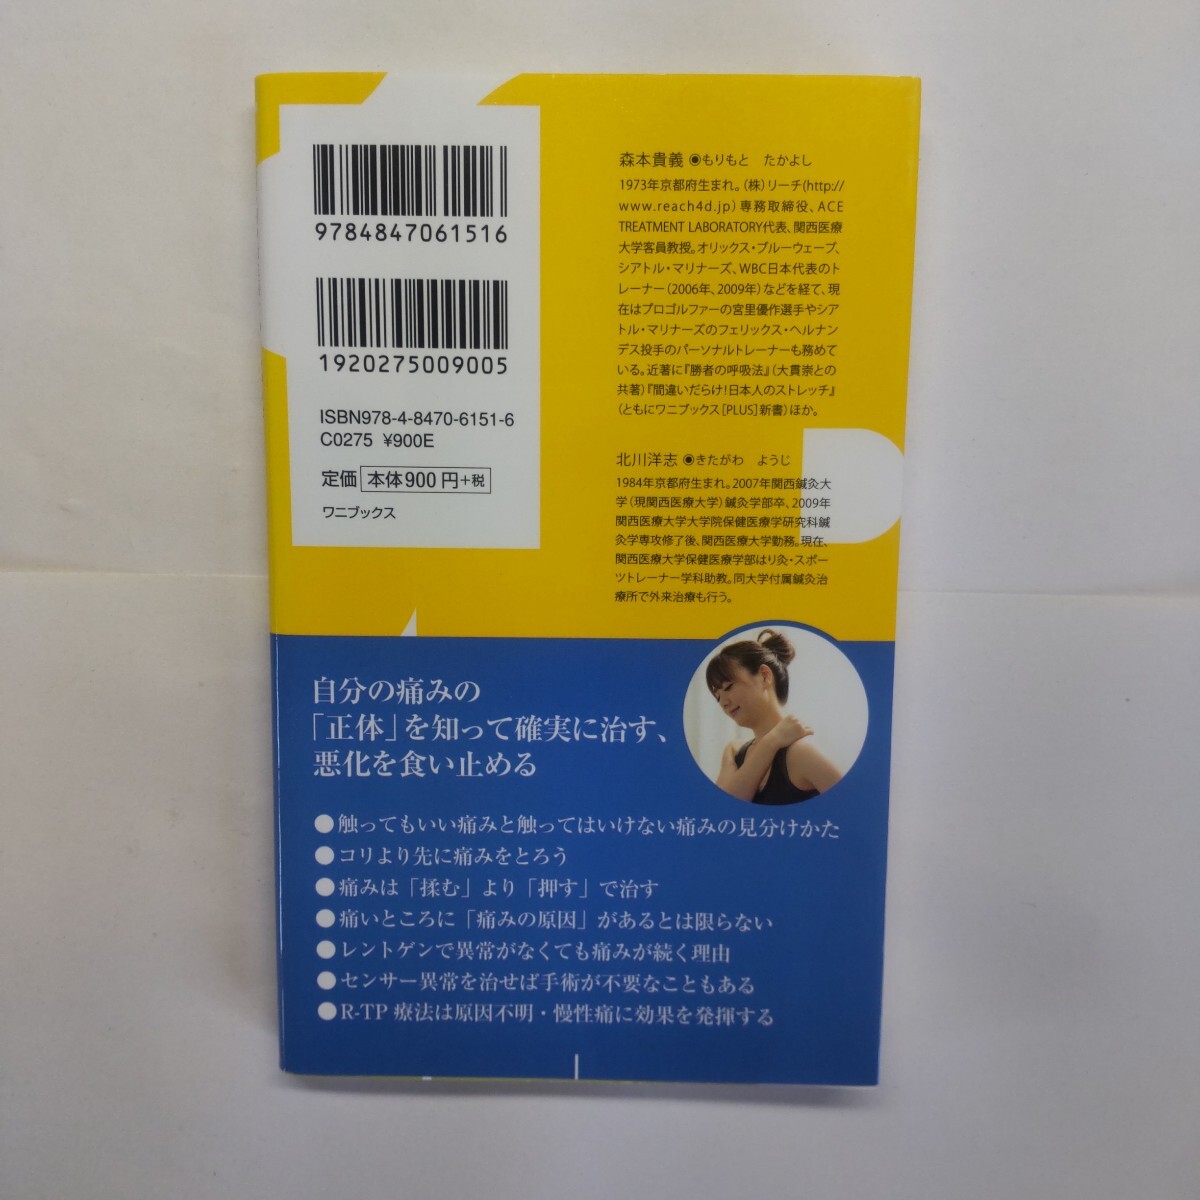 9784847061516
1920275009005
ISBN978-4-8470-6151-6
C0275 ¥900E
定価 本体900円+税
ワニブックス
森本貴義◉もりもと たかよし
1973年京都府生まれ。(株)リーチ(http://
www.reach4d.jp)専務取締役、ACE
TREATMENT LABORATORY代表、関西医療
大学客員教授。オリックス・ブルーウェーブ、
シアトル・マリナーズ、WBC日本代表のト
レーナー(2006年、2009年)などを経て、現
在はプロゴルファーの宮里優作選手やシア
トル・マリナーズのフェリックス・ヘルナン
デス投手のパーソナルトレーナーも務めて
いる。近著に『勝者の呼吸法』(大貫崇との
共著)『間違いだらけ!日本人のストレッチ』
(ともにワニブックス[PLUS]新書)ほか。
北川洋志◉きたがわ ようじ
1984年京都府生まれ。2007年関西鍼灸大
学(現関西医療大学)鍼灸学部卒、2009年
関西医療大学大学院保健医療学研究科鍼
灸学専攻修了後、関西医療大学勤務。現在、
関西医療大学保健医療学部はり灸・スポー
ツトレーナー学科助教。同大学付属鍼灸治
療所で外来治療も行う。
自分の痛みの
「正体」を知って確実に治す、
悪化を食い止める
●触ってもいい痛みと触ってはいけない痛みの見分けかた
●コリより先に痛みをとろう
●痛みは「揉む」より「押す」で治す
●痛いところに「痛みの原因」があるとは限らない
●レントゲンで異常がなくても痛みが続く理由
●センサー異常を治せば手術が不要なこともある
●R-TP療法は原因不明・慢性痛に効果を発揮する